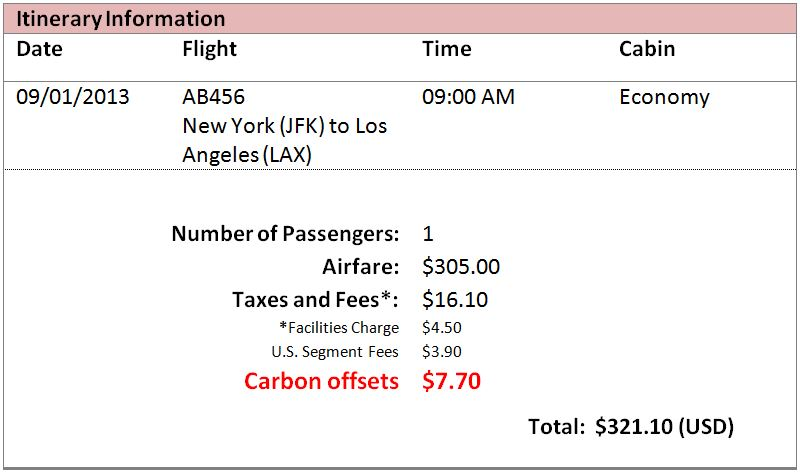 Itinerary Information
Date Flight Time Cabin
09/01/2013 AB456 09:00 AM Economy
New York (JFK) to Los
Angeles (LAX)
Number of Passengers: 1
Airfare: $305.00
Taxes and Fees*: $16.10
*Facilities Charge $4.50
U.S. Segment Fees $3.90
Carbon offsets $7.70
Total: $321.10 (USD)